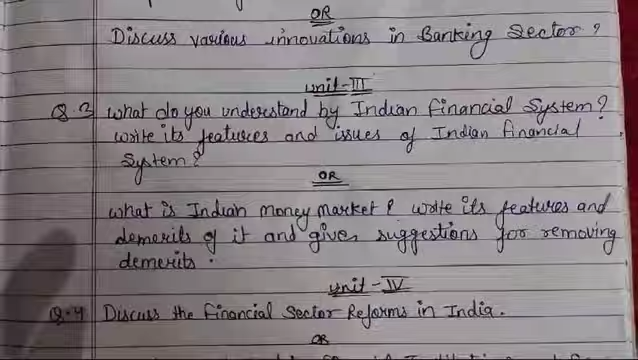 OR
Discuss various innovations in Banking Sector ?
Unit-III
Q.3 What do you understand by Indian Financial System?
Write its features and issues of Indian Financial
System?
OR
What is Indian Money Market? Write its features and
demerits of it and given suggestions for removing
demerits.
Unit-IV
Q.4 Discuss the Financial Sector Reforms in India.
OR